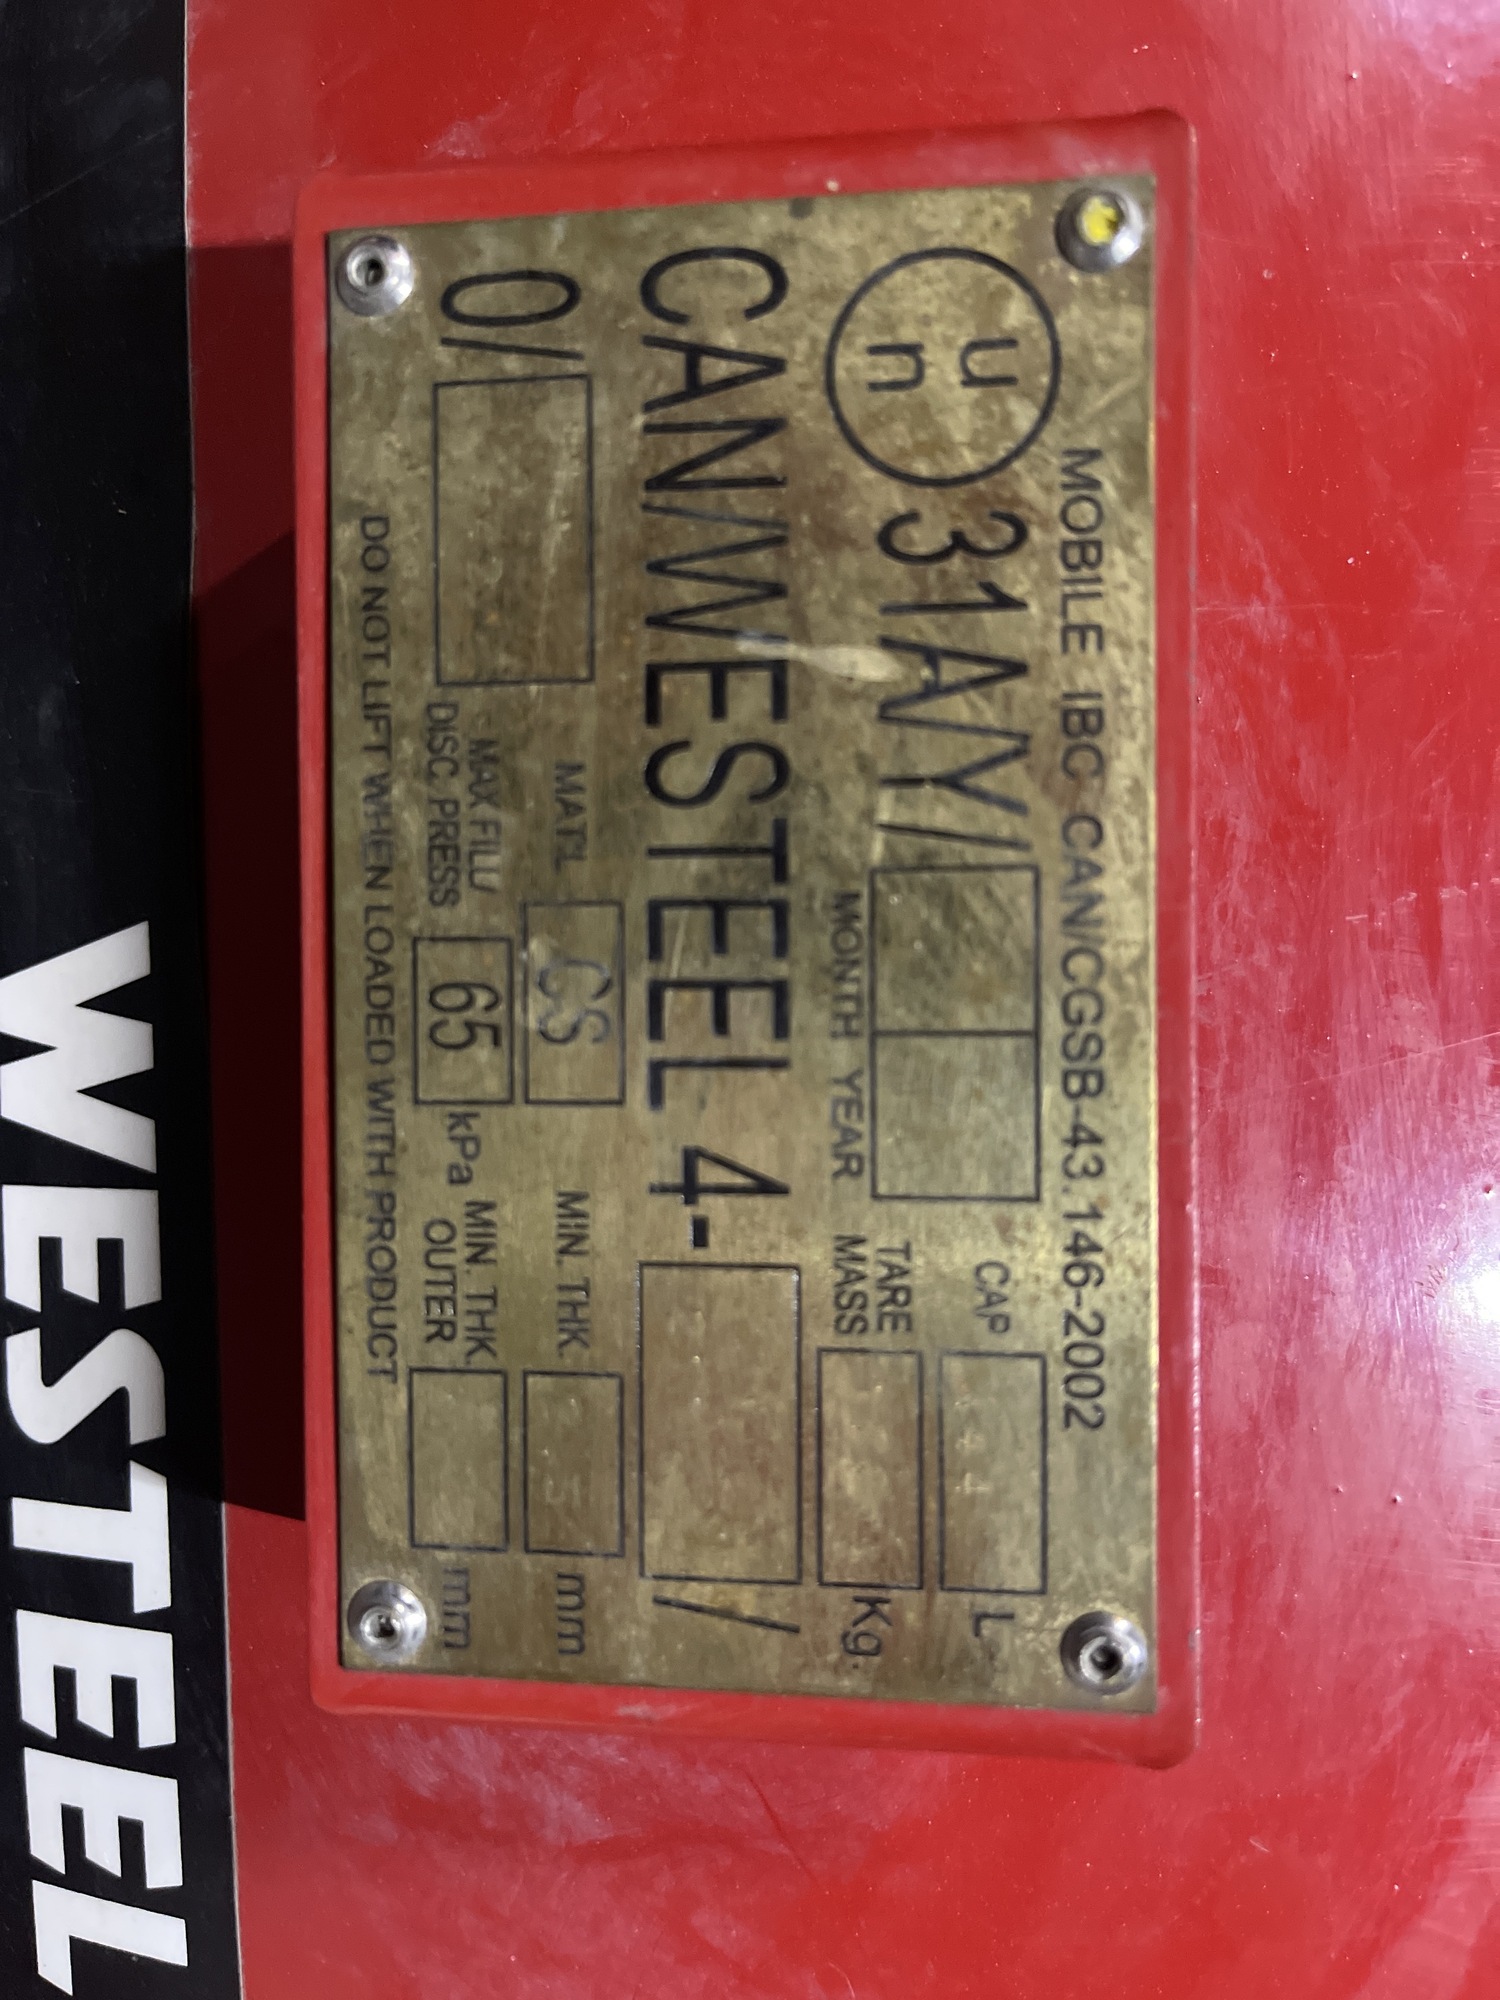 MOBILE IBC CAN/CGSB-43.146-2002
un 31A/Y/
CAP L
MONTH YEAR
TARE MASS Kg.
CAN/WESTEEL 4- /
0/
MAT'L CS MIN. THK. mm
MAX FILL/ DISC. PRESS 65 kPa MIN. THK. OUTER mm
DO NOT LIFT WHEN LOADED WITH PRODUCT
WESTEEL